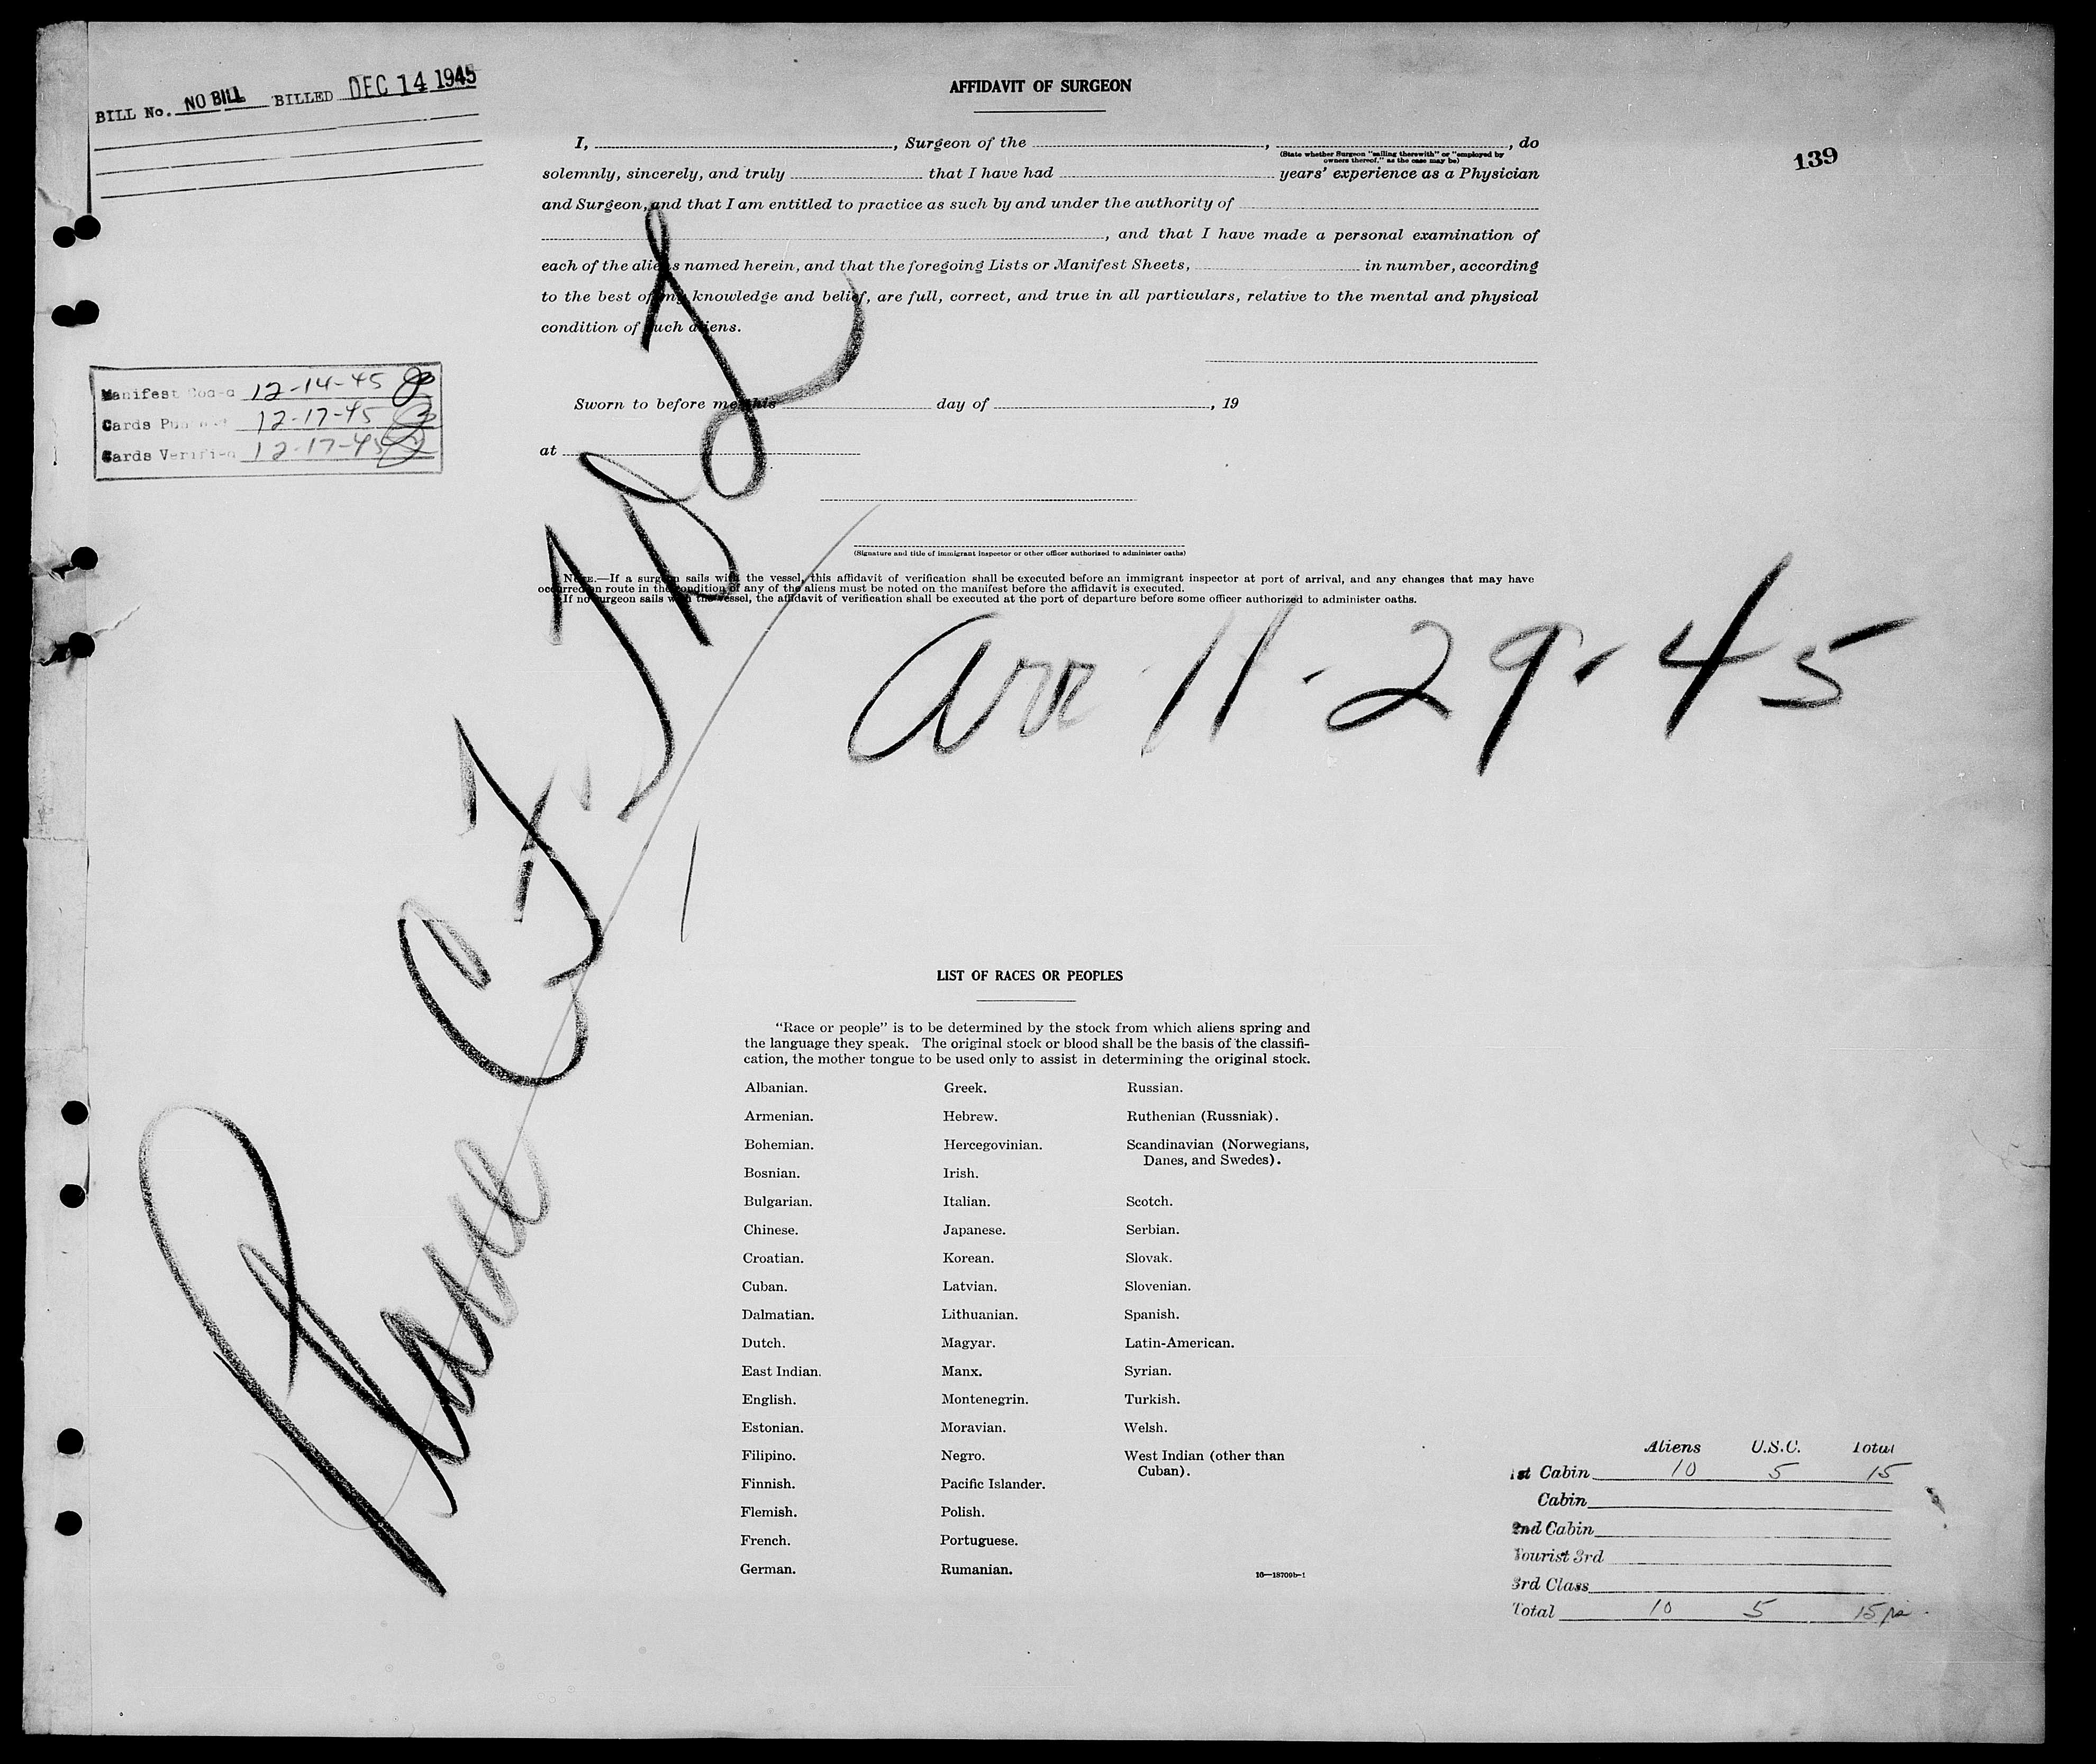 BILL No. NO BILL BILLED DEC 14 1945
139
Manifest 12-14-45
Cards 12-17-45
Cards Verified 12-17-45
AFFIDAVIT OF SURGEON
I, , Surgeon of the , , do
(State whether Surgeon "sailing therewith" or "employed by
owners thereof," as the case may be)
solemnly, sincerely, and truly that I have had years' experience as a Physician
and Surgeon, and that I am entitled to practice as such by and under the authority of
, and that I have made a personal examination of
each of the aliens named herein, and that the foregoing Lists or Manifest Sheets, in number, according
to the best of my knowledge and belief, are full, correct, and true in all particulars, relative to the mental and physical
condition of such aliens.
Sworn to before me this day of , 19
at
(Signature and title of immigrant inspector or other officer authorized to administer oaths)
NOTE.—If a surgeon sails with the vessel, this affidavit of verification shall be executed before an immigrant inspector at port of arrival, and any changes that may have
occurred en route in the condition of any of the aliens must be noted on the manifest before the affidavit is executed.
If no surgeon sails with the vessel, the affidavit of verification shall be executed at the port of departure before some officer authorized to administer oaths.
Plane
Arr 11-29-45
LIST OF RACES OR PEOPLES
"Race or people" is to be determined by the stock from which aliens spring and
the language they speak. The original stock or blood shall be the basis of the classifi-
cation, the mother tongue to be used only to assist in determining the original stock.
Albanian.
Armenian.
Bohemian.
Bosnian.
Bulgarian.
Chinese.
Croatian.
Cuban.
Dalmatian.
Dutch.
East Indian.
English.
Estonian.
Filipino.
Finnish.
Flemish.
French.
German.
Greek.
Hebrew.
Hercegovinian.
Irish.
Italian.
Japanese.
Korean.
Latvian.
Lithuanian.
Magyar.
Manx.
Montenegrin.
Moravian.
Negro.
Pacific Islander.
Polish.
Portuguese.
Rumanian.
Russian.
Ruthenian (Russniak).
Scandinavian (Norwegians,
Danes, and Swedes).
Scotch.
Serbian.
Slovak.
Slovenian.
Spanish.
Latin-American.
Syrian.
Turkish.
Welsh.
West Indian (other than
Cuban).
16—18709b-1
Aliens U.S.C. Total
1st Cabin 10 5 15
Cabin
2nd Cabin
Tourist 3rd
3rd Class
Total 10 5 15